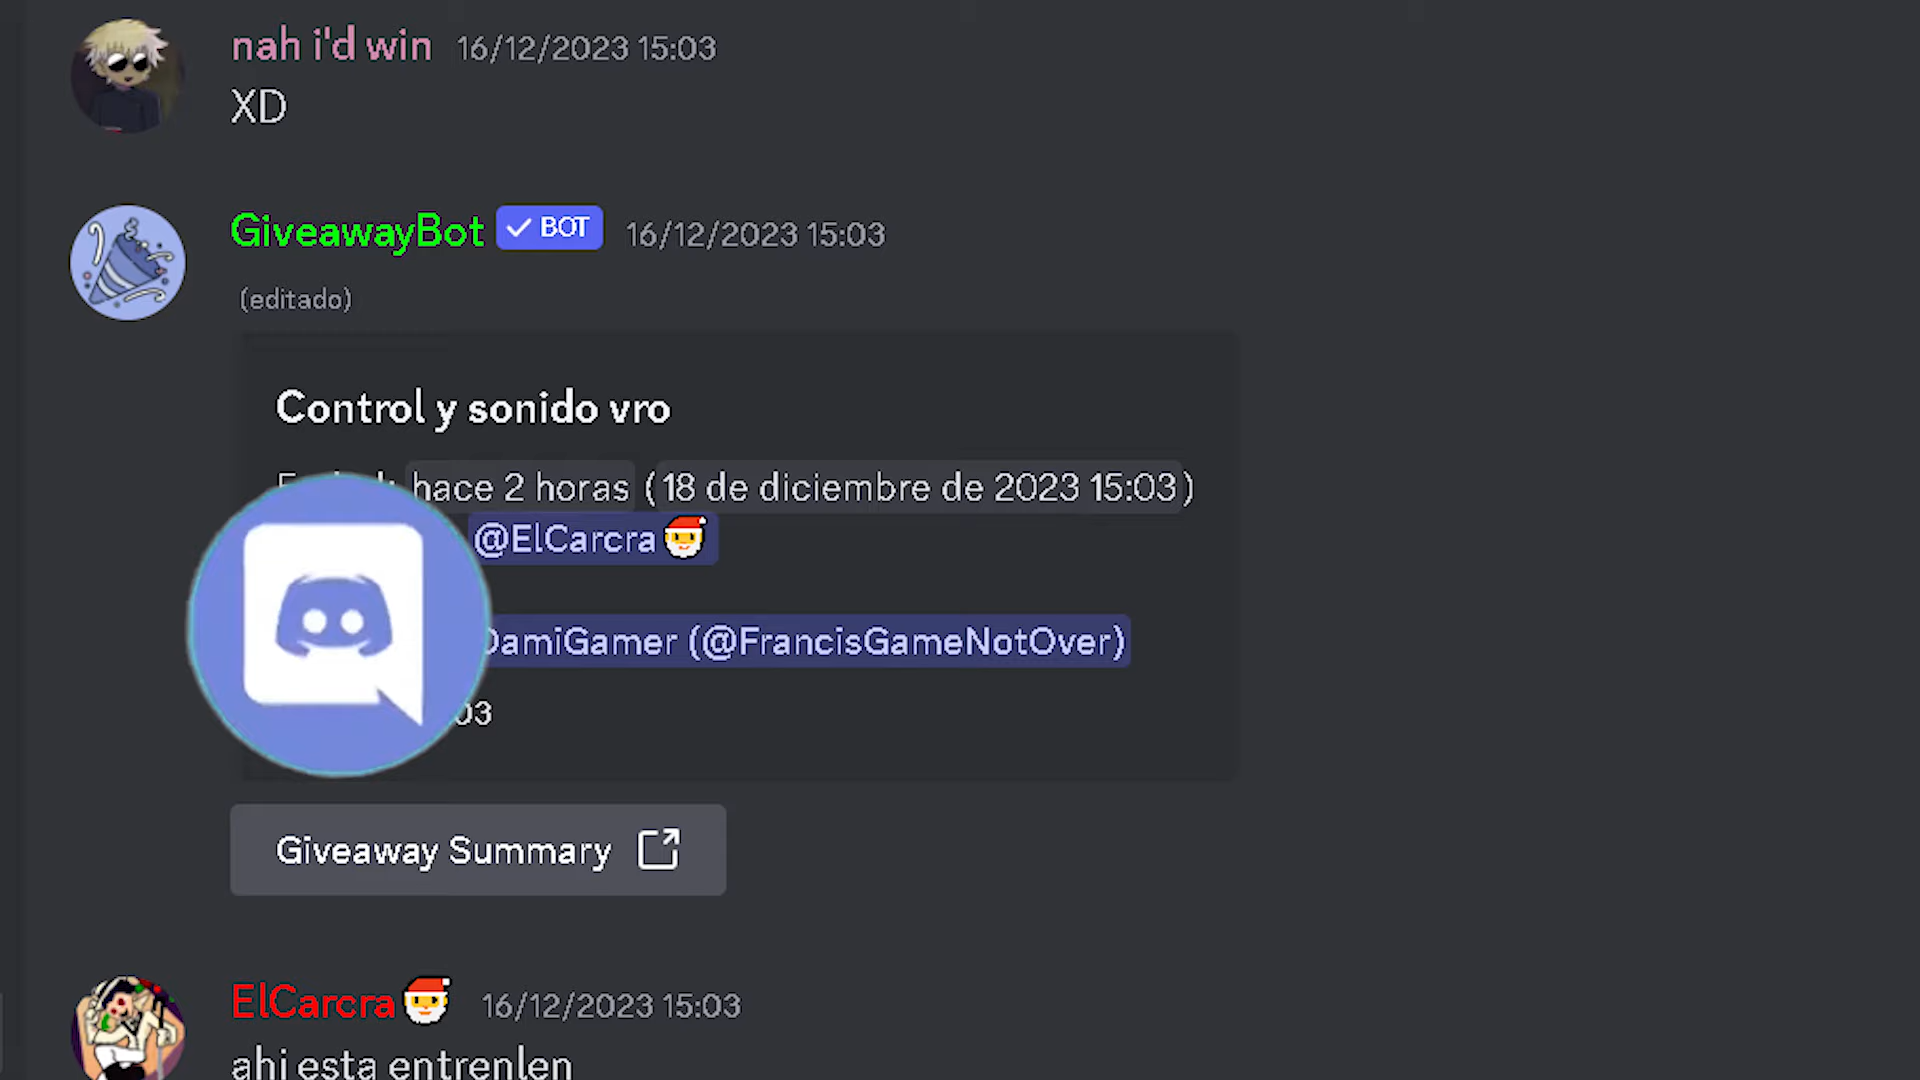 nah i'd win 16/12/2023 15:03
XD
GiveawayBot BOT 16/12/2023 15:03
(editado)
Control y sonido vro
hace 2 horas (18 de diciembre de 2023 15:03)
@ElCarcra🎅
DamiGamer (@FrancisGameNotOver)
03
Giveaway Summary
ElCarcra🎅 16/12/2023 15:03
ahi esta entrenlen